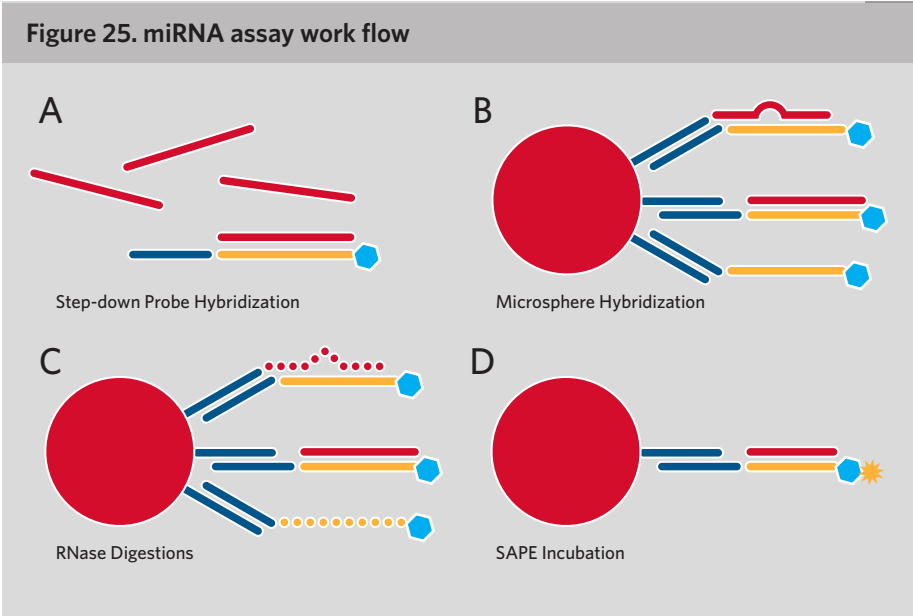 Figure 25. miRNA assay work flow
A
Step-down Probe Hybridization
B
Microsphere Hybridization
C
RNase Digestions
D
SAPE Incubation